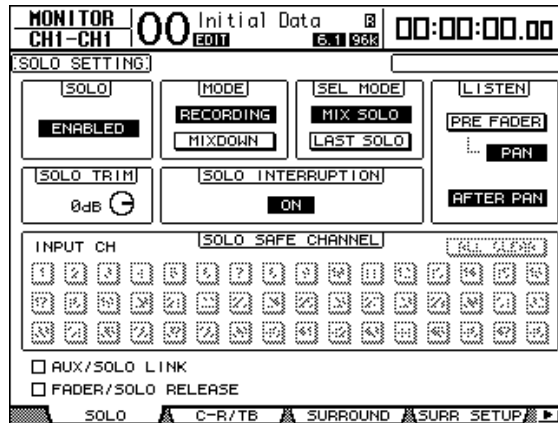 MONITOR
CH1-CH1
00 Initial Data R
EDIT 6.1 96k
00:00:00.00
SOLO SETTING
SOLO
ENABLED
MODE
RECORDING
MIXDOWN
SEL MODE
MIX SOLO
LAST SOLO
LISTEN
PRE FADER
PAN
AFTER PAN
SOLO TRIM
0dB
SOLO INTERRUPTION
ON
INPUT CH
SOLO SAFE CHANNEL
ALL CLEAR
AUX/SOLO LINK
FADER/SOLO RELEASE
SOLO C-R/TB SURROUND SURR SETUP